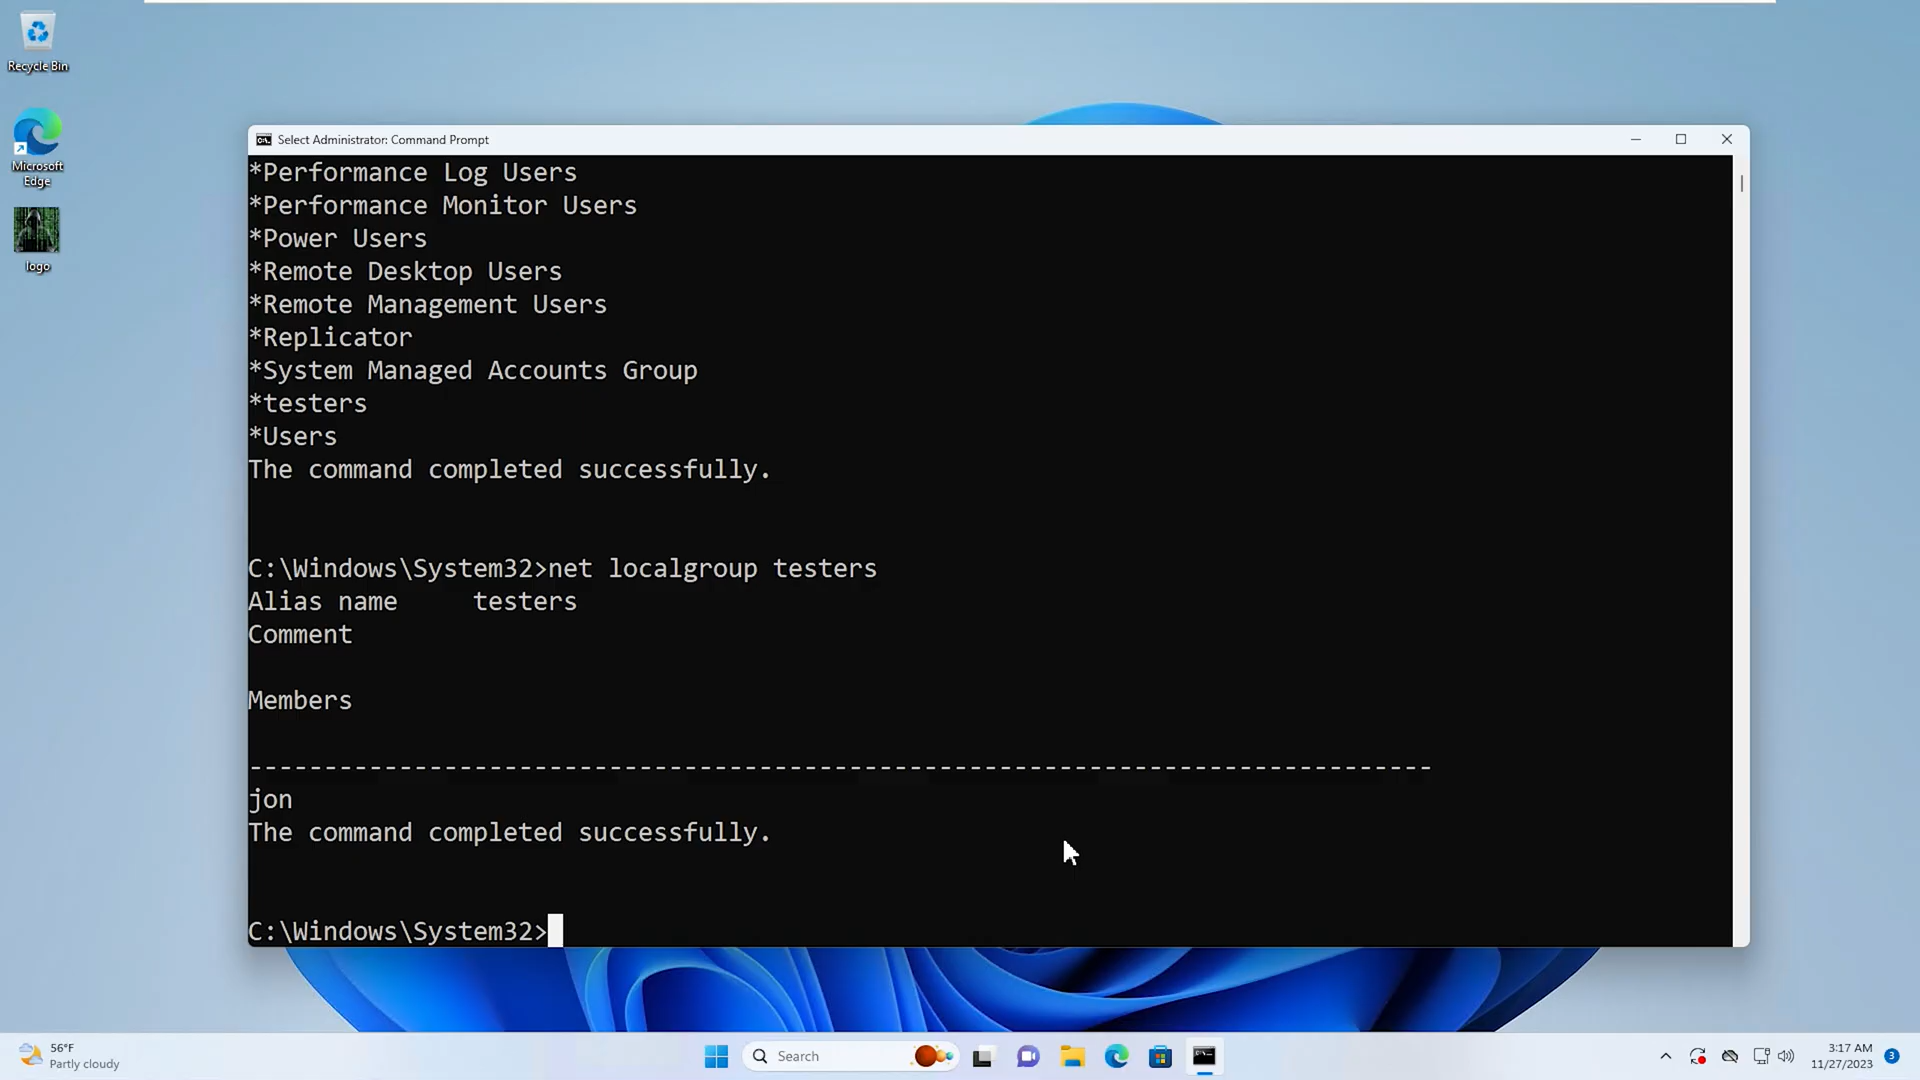 Recycle Bin
Microsoft
Edge
logo
Select Administrator: Command Prompt
*Performance Log Users
*Performance Monitor Users
*Power Users
*Remote Desktop Users
*Remote Management Users
*Replicator
*System Managed Accounts Group
*testers
*Users
The command completed successfully.
C:\Windows\System32>net localgroup testers
Alias name     testers
Comment
Members
-------------------------------------------------------------------------------
jon
The command completed successfully.
C:\Windows\System32>
56°F
Partly cloudy
Search
3:17 AM
11/27/2023
3